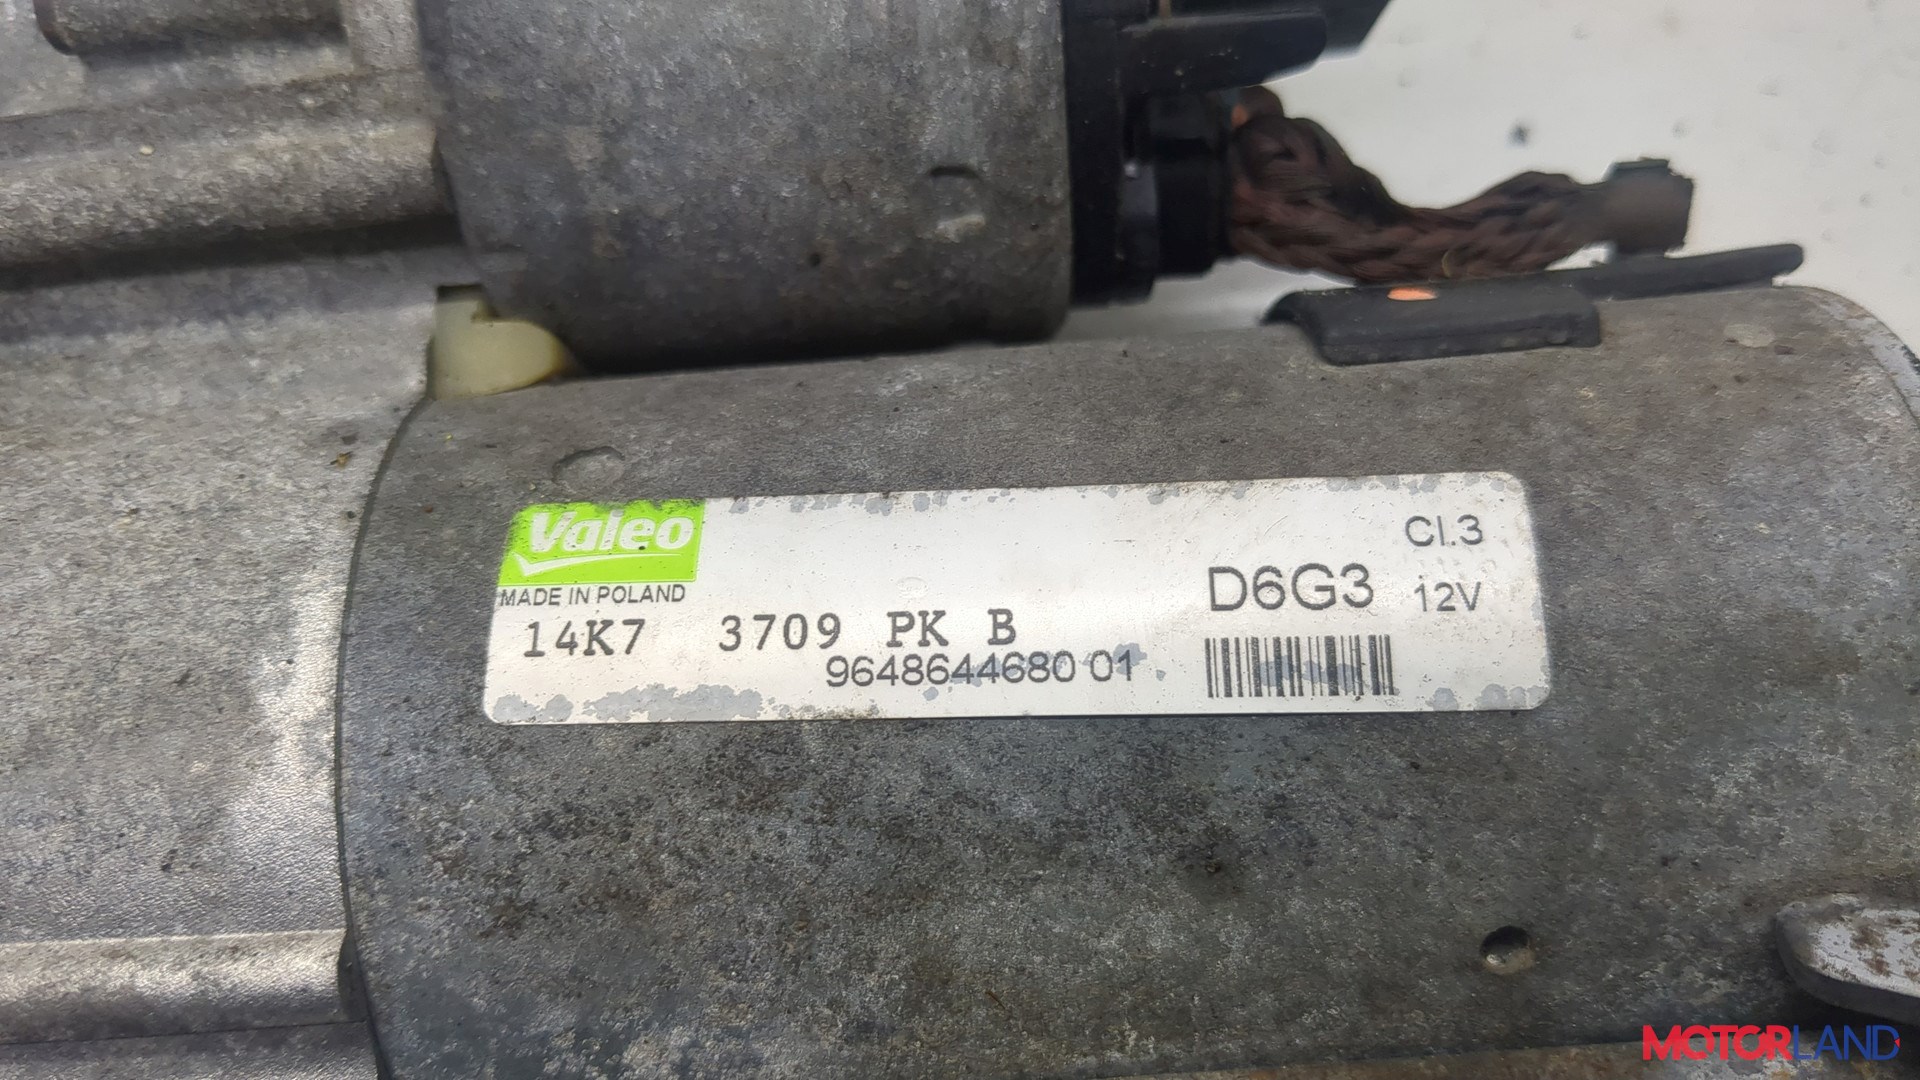 Valeo
MADE IN POLAND
14K7 3709 PK B
9648644680 01
D6G3
Cl.3
12V
MOTORLAND